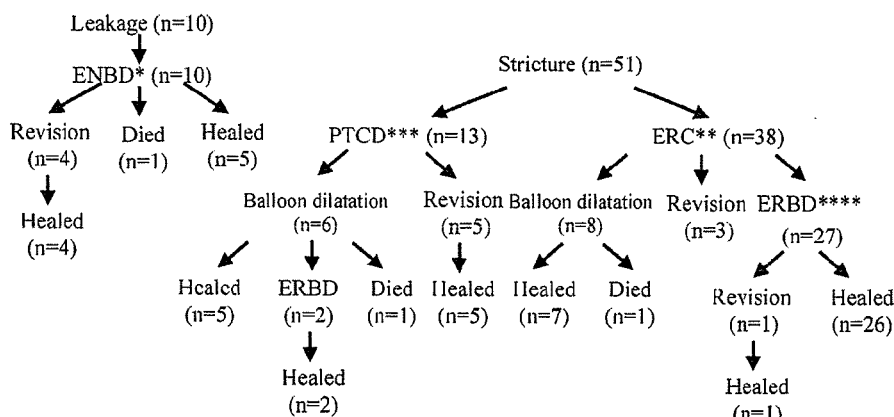 Leakage (n=10)
ENBD* (n=10)
Revision
(n=4)
Died
(n=1)
Healed
(n=5)
Healed
(n=4)
Stricture (n=51)
PTCD*** (n=13)
ERC** (n=38)
Balloon dilatation
(n=6)
Revision
(n=5)
Balloon dilatation
(n=8)
Revision
(n=3)
ERBD****
(n=27)
Healed
(n=5)
ERBD
(n=2)
Died
(n=1)
Healed
(n=5)
Healed
(n=7)
Died
(n=1)
Revision
(n=1)
Healed
(n=26)
Healed
(n=2)
Healed
(n=1)